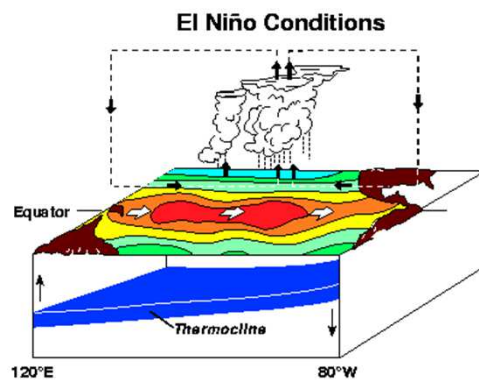 El Niño Conditions
Equator
Thermocline
120°E
80°W